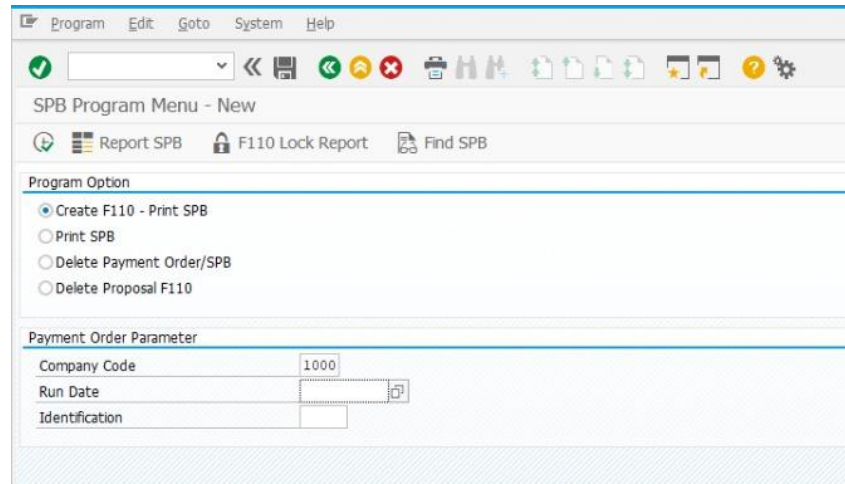 Program Edit Goto System Help
SPB Program Menu - New
Report SPB F110 Lock Report Find SPB
Program Option
Create F110 - Print SPB
Print SPB
Delete Payment Order/SPB
Delete Proposal F110
Payment Order Parameter
Company Code 1000
Run Date
Identification